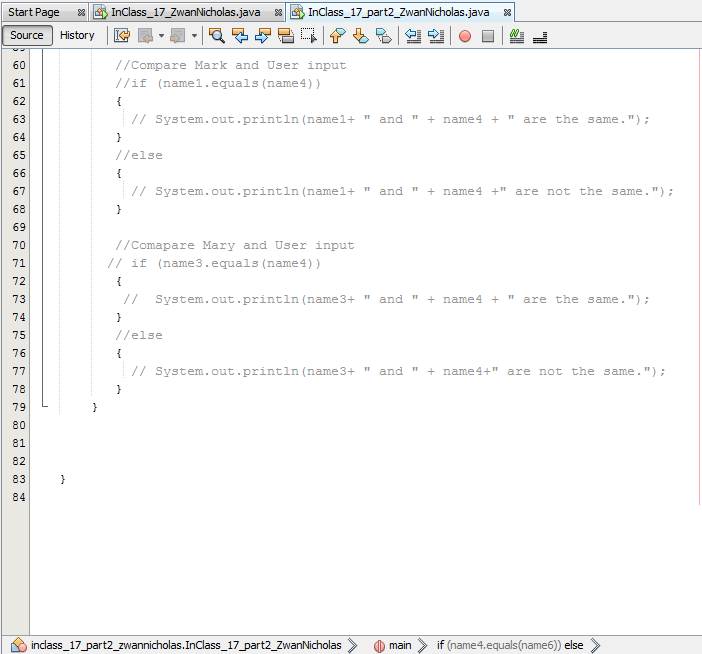 Start Page InClass_17_ZwanNicholas.java InClass_17_part2_ZwanNicholas.java
Source History
60 //Compare Mark and User input
61 //if (name1.equals(name4))
62 {
63 // System.out.println(name1+ " and " + name4 + " are the same.");
64 }
65 //else
66 {
67 // System.out.println(name1+ " and " + name4 +" are not the same.");
68 }
69
70 //Comapare Mary and User input
71 // if (name3.equals(name4))
72 {
73 //  System.out.println(name3+ " and " + name4 + " are the same.");
74 }
75 //else
76 {
77 // System.out.println(name3+ " and " + name4+" are not the same.");
78 }
79 }
80
81
82
83 }
84
inclass_17_part2_zwannicholas.InClass_17_part2_ZwanNicholas main if (name4.equals(name6)) else